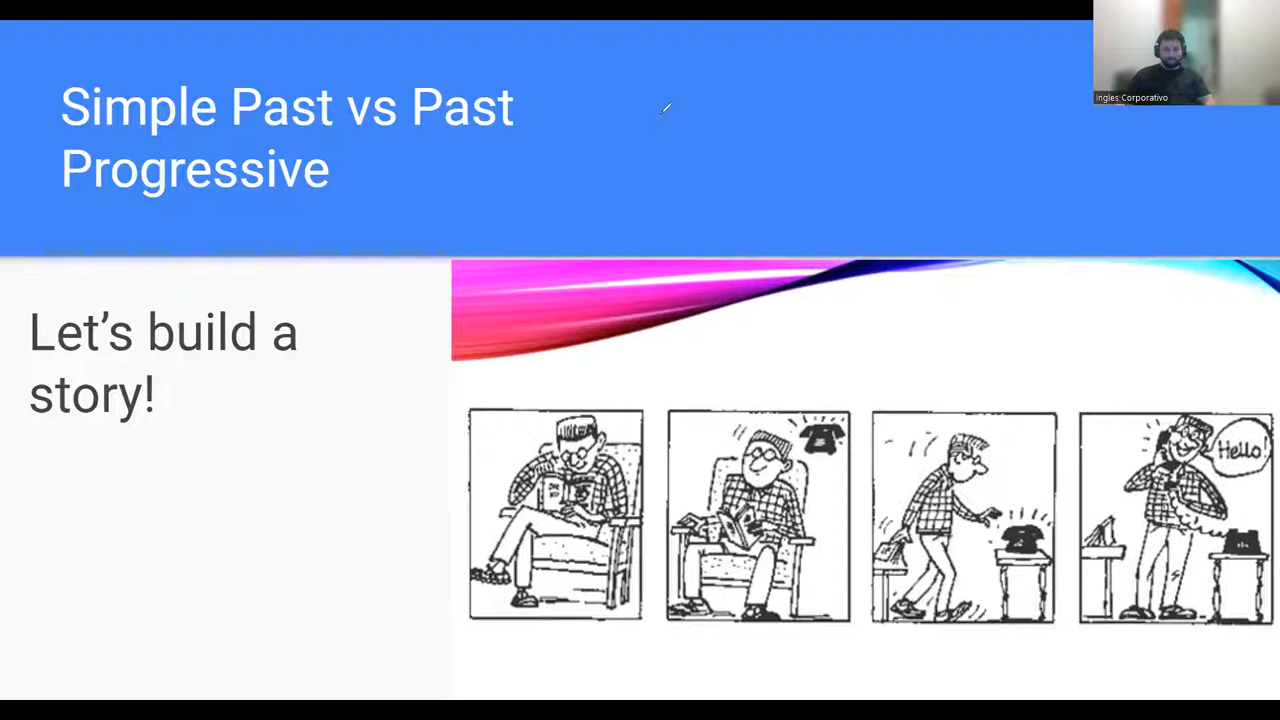 Simple Past vs Past
Progressive
Ingles Corporativo
Let's build a
story!
Hello!